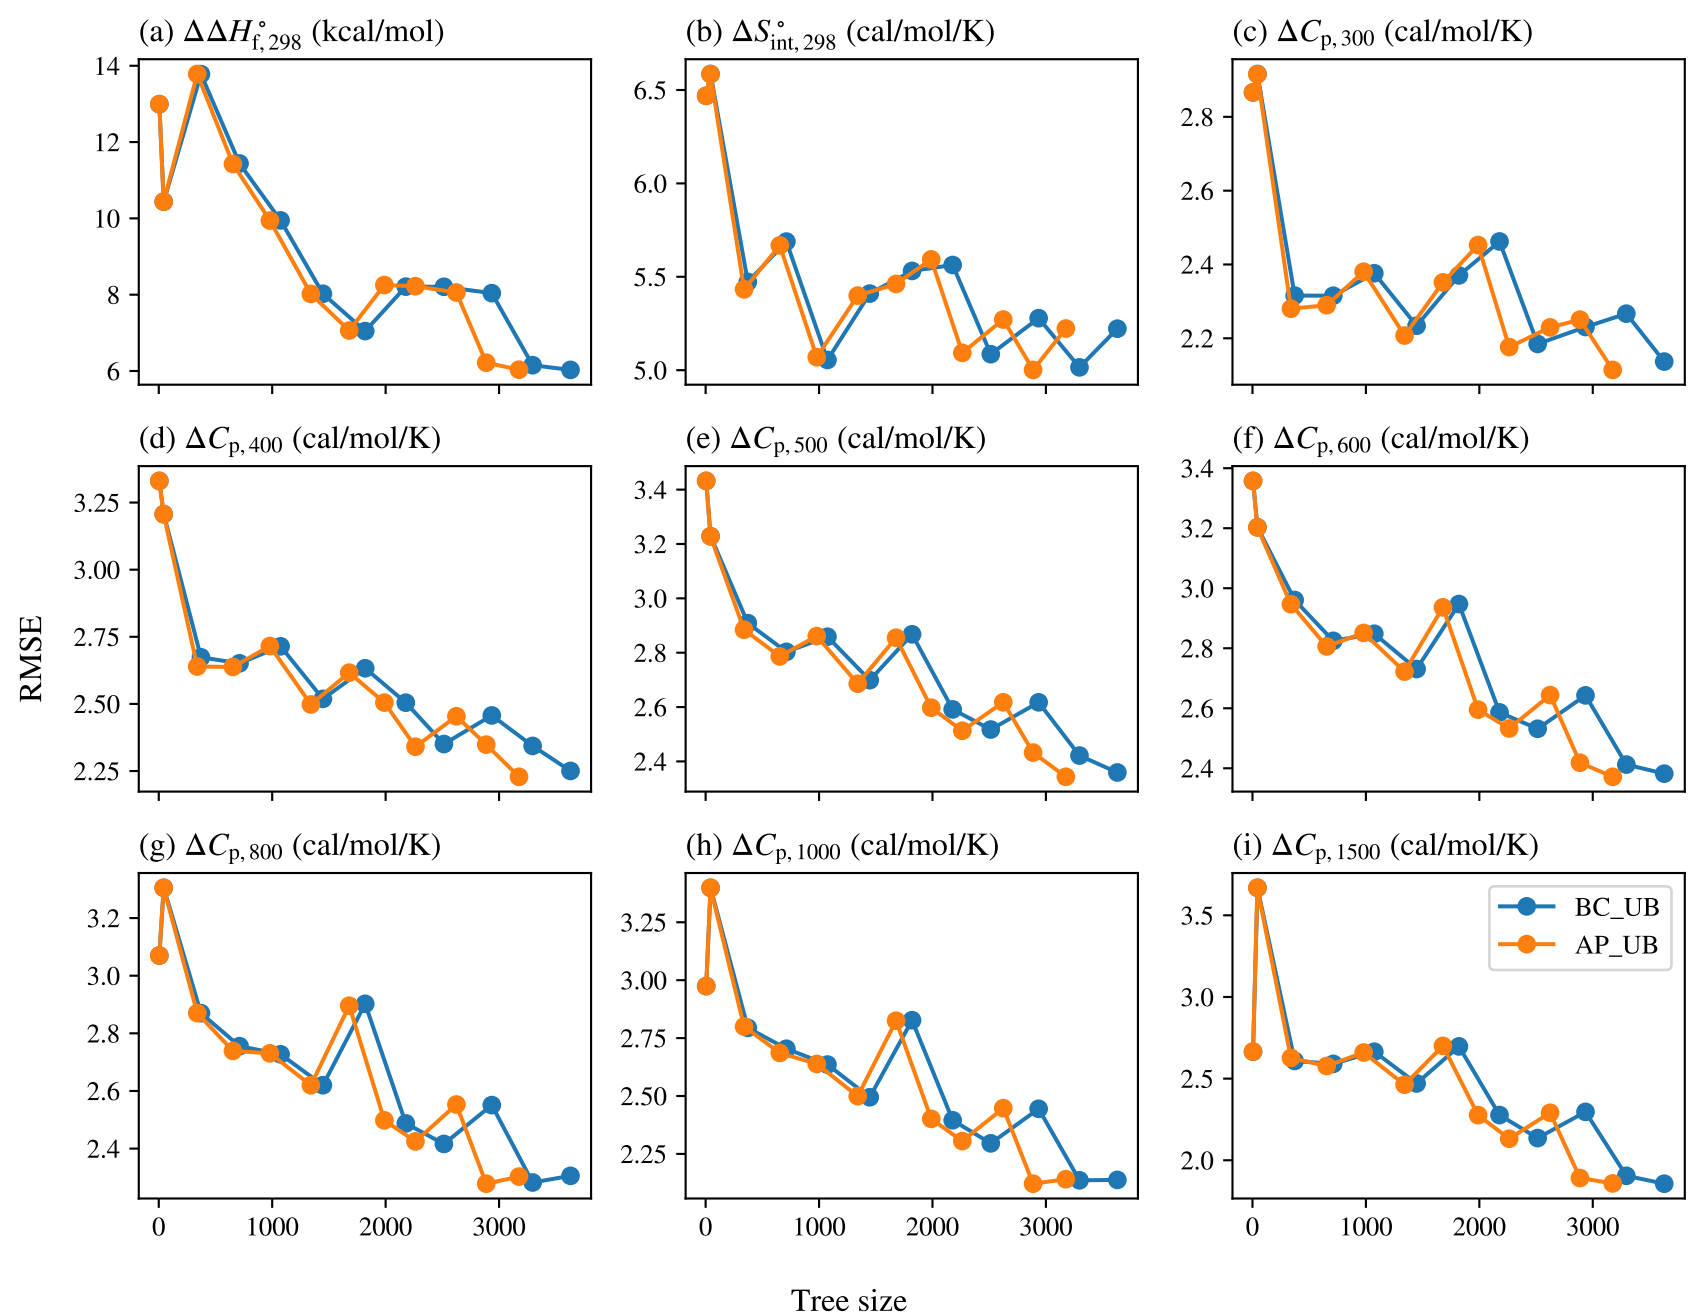 (a) ΔΔH°f, 298 (kcal/mol)
(b) ΔS°int, 298 (cal/mol/K)
(c) ΔCp, 300 (cal/mol/K)
14
12
10
8
6
6.5
6.0
5.5
5.0
2.8
2.6
2.4
2.2
(d) ΔCp, 400 (cal/mol/K)
(e) ΔCp, 500 (cal/mol/K)
(f) ΔCp, 600 (cal/mol/K)
3.25
3.00
2.75
2.50
2.25
3.4
3.2
3.0
2.8
2.6
2.4
3.4
3.2
3.0
2.8
2.6
2.4
RMSE
(g) ΔCp, 800 (cal/mol/K)
(h) ΔCp, 1000 (cal/mol/K)
(i) ΔCp, 1500 (cal/mol/K)
3.2
3.0
2.8
2.6
2.4
3.25
3.00
2.75
2.50
2.25
3.5
3.0
2.5
2.0
BC_UB
AP_UB
0 1000 2000 3000
0 1000 2000 3000
0 1000 2000 3000
Tree size